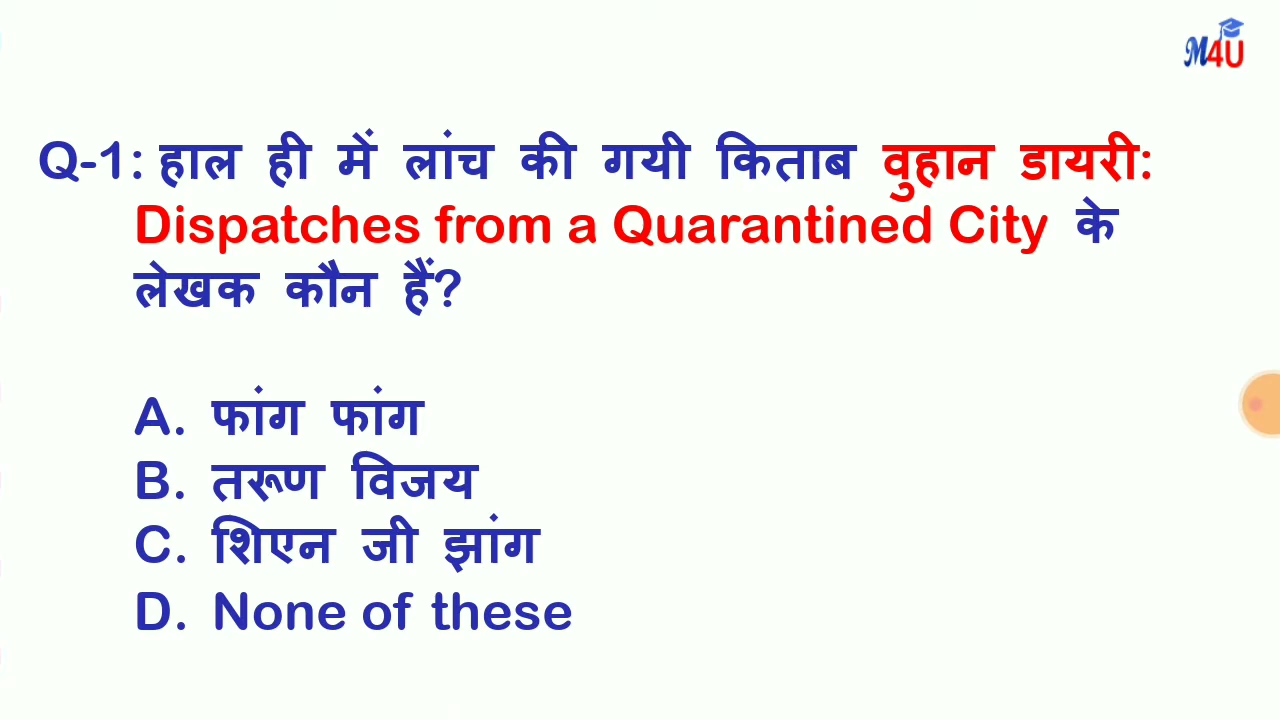 M4U
Q-1: हाल ही में लांच की गयी किताब वुहान डायरी:
Dispatches from a Quarantined City के
लेखक कौन हैं?
A. फांग फांग
B. तरूण विजय
C. शिएन जी झांग
D. None of these